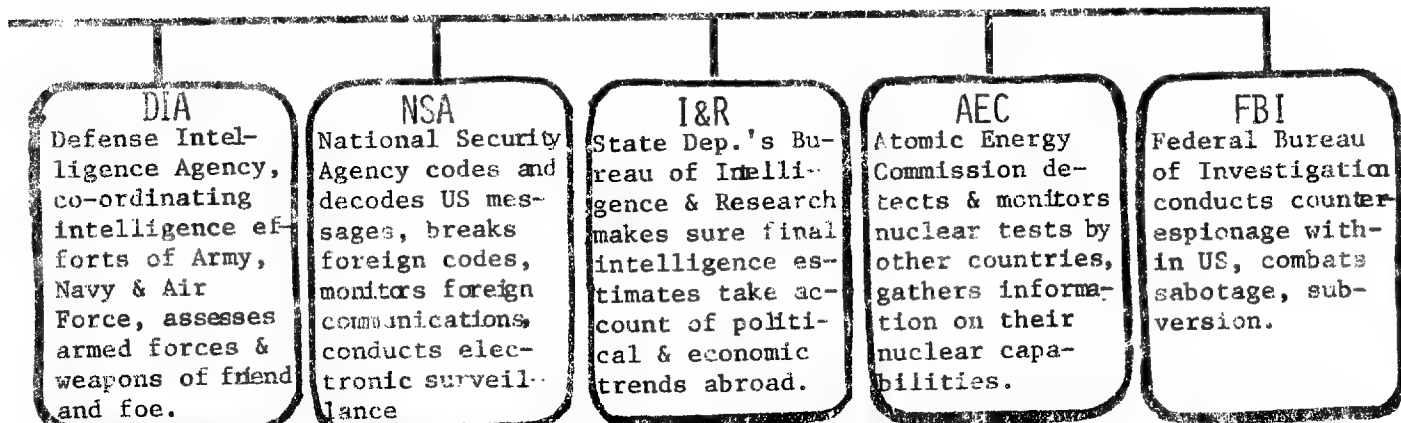 DIA
Defense Intel-
ligence Agency,
co-ordinating
intelligence ef-
forts of Army,
Navy & Air
Force, assesses
armed forces &
weapons of friend
and foe.
NSA
National Security
Agency codes and
decodes US mes-
sages, breaks
foreign codes,
monitors foreign
communications,
conducts elec-
tronic surveil-
lance
I&R
State Dep.'s Bu-
reau of Intelli-
gence & Research
makes sure final
intelligence es-
timates take ac-
count of politi-
cal & economic
trends abroad.
AEC
Atomic Energy
Commission de-
tects & monitors
nuclear tests by
other countries,
gathers informa-
tion on their
nuclear capa-
bilities.
FBI
Federal Bureau
of Investigation
conducts counter-
espionage with-
in US, combats
sabotage, sub-
version.